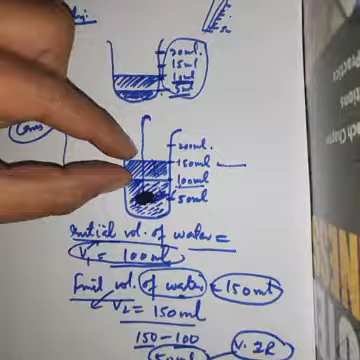 20ml.
15ml
1ml
5ml
200ml.
150ml
100ml
50ml
Initial vol. of water =
V₁ = 100ml
Final vol. of water = 150ml
V₂ = 150ml
150-100
50ml
V. 2R